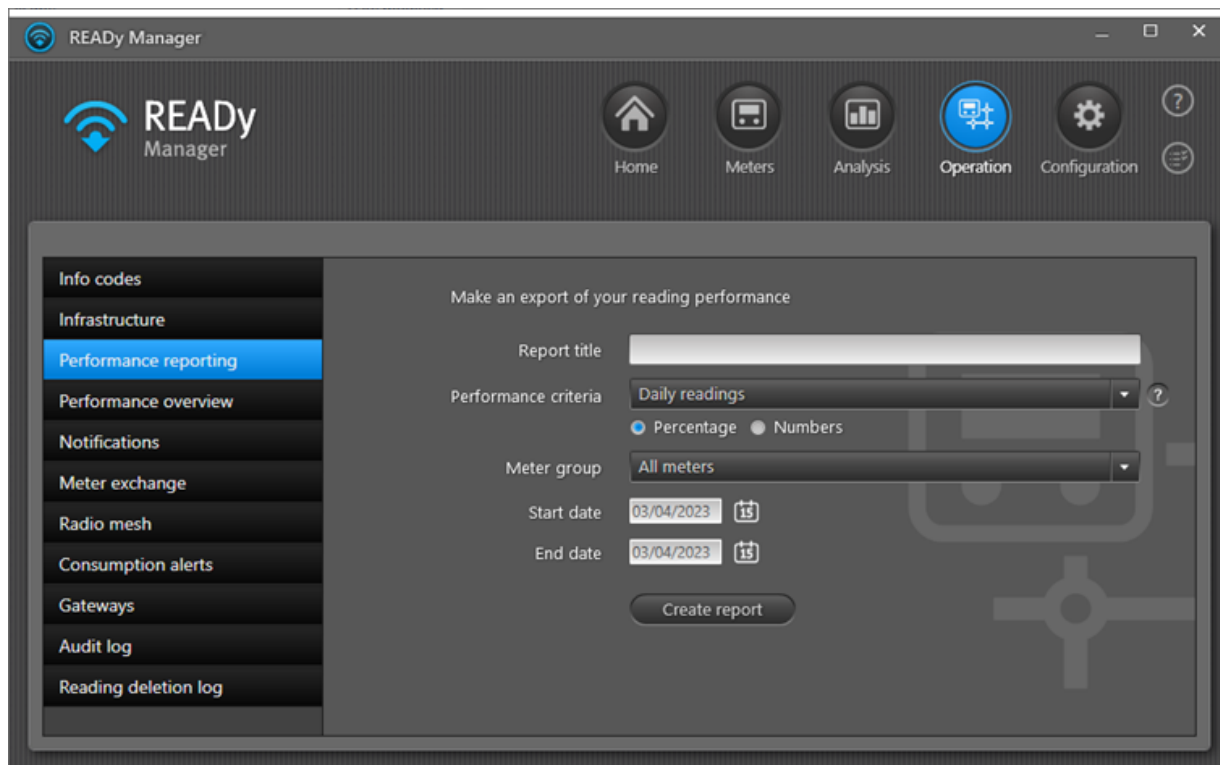 READy Manager
READy
Manager
Home Meters Analysis Operation Configuration
?
Info codes
Infrastructure
Performance reporting
Performance overview
Notifications
Meter exchange
Radio mesh
Consumption alerts
Gateways
Audit log
Reading deletion log
Make an export of your reading performance
Report title
Performance criteria Daily readings ?
Percentage Numbers
Meter group All meters
Start date 03/04/2023 15
End date 03/04/2023 15
Create report